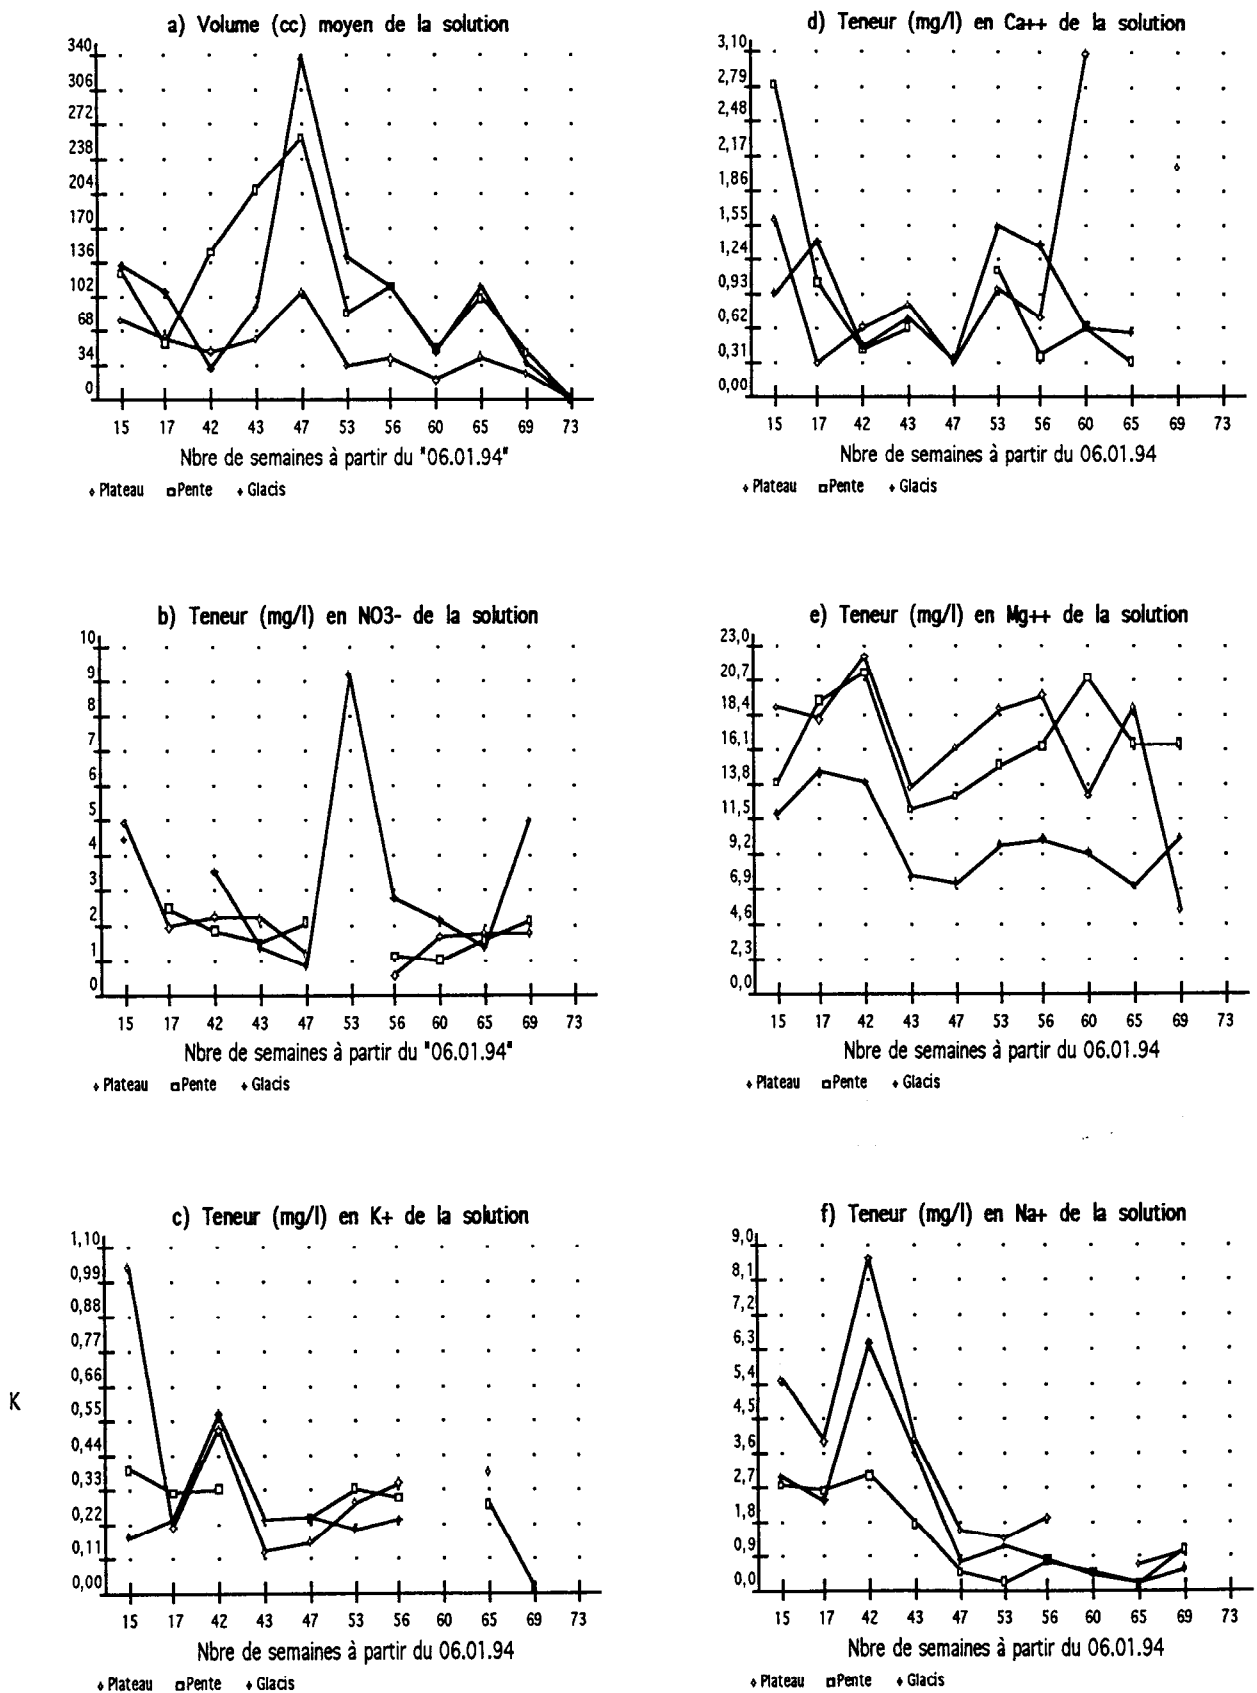 a) Volume (cc) moyen de la solution
340
306
272
238
204
170
136
102
68
34
0
15 17 42 43 47 53 56 60 65 69 73
Nbre de semaines à partir du "06.01.94"
Plateau Pente Glacis
d) Teneur (mg/l) en Ca++ de la solution
3,10
2,79
2,48
2,17
1,86
1,55
1,24
0,93
0,62
0,31
0,00
15 17 42 43 47 53 56 60 65 69 73
Nbre de semaines à partir du 06.01.94
Plateau Pente Glacis
b) Teneur (mg/l) en NO3- de la solution
10
9
8
7
6
5
4
3
2
1
0
15 17 42 43 47 53 56 60 65 69 73
Nbre de semaines à partir du "06.01.94"
Plateau Pente Glacis
e) Teneur (mg/l) en Mg++ de la solution
23,0
20,7
18,4
16,1
13,8
11,5
9,2
6,9
4,6
2,3
0,0
15 17 42 43 47 53 56 60 65 69 73
Nbre de semaines à partir du 06.01.94
Plateau Pente Glacis
c) Teneur (mg/l) en K+ de la solution
1,10
0,99
0,88
0,77
0,66
0,55
0,44
0,33
0,22
0,11
0,00
K
15 17 42 43 47 53 56 60 65 69 73
Nbre de semaines à partir du 06.01.94
Plateau Pente Glacis
f) Teneur (mg/l) en Na+ de la solution
9,0
8,1
7,2
6,3
5,4
4,5
3,6
2,7
1,8
0,9
0,0
15 17 42 43 47 53 56 60 65 69 73
Nbre de semaines à partir du 06.01.94
Plateau Pente Glacis